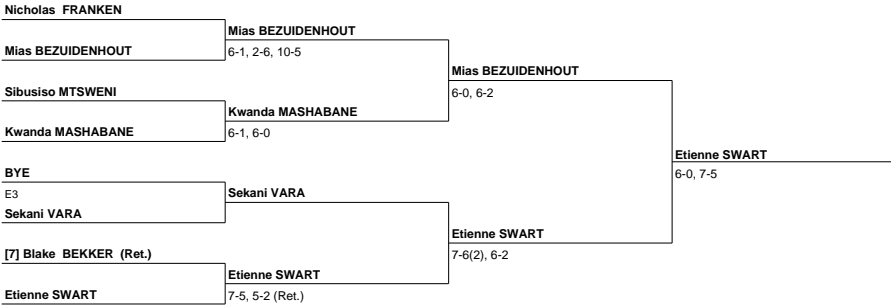 Nicholas FRANKEN
Mias BEZUIDENHOUT
Mias BEZUIDENHOUT
6-1, 2-6, 10-5
Mias BEZUIDENHOUT
6-0, 6-2
Sibusiso MTSWENI
Kwanda MASHABANE
Kwanda MASHABANE
6-1, 6-0
Etienne SWART
6-0, 7-5
BYE
E3
Sekani VARA
Sekani VARA
Etienne SWART
7-6(2), 6-2
[7] Blake BEKKER (Ret.)
Etienne SWART
Etienne SWART
7-5, 5-2 (Ret.)